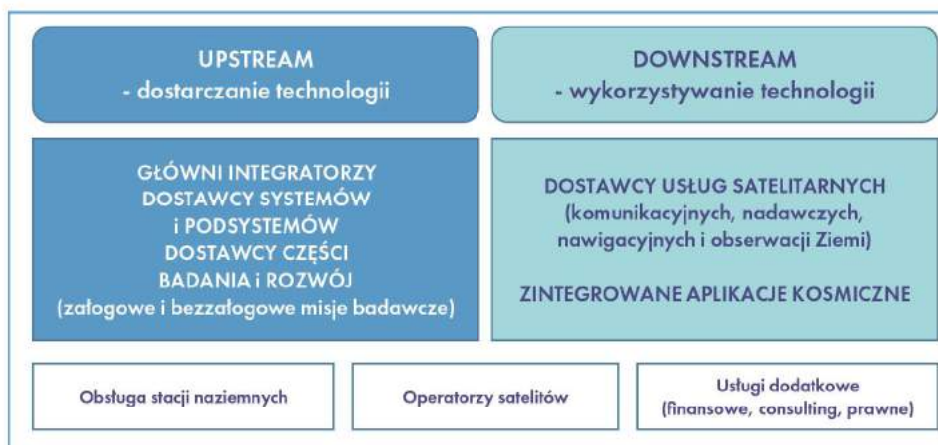 UPSTREAM
- dostarczanie technologii
DOWNSTREAM
- wykorzystywanie technologii
GŁÓWNI INTEGRATORZY
DOSTAWCY SYSTEMÓW
i PODSYSTEMÓW
DOSTAWCY CZĘŚCI
BADANIA i ROZWÓJ
(załogowe i bezzałogowe misje badawcze)
DOSTAWCY USŁUG SATELITARNYCH
(komunikacyjnych, nadawczych,
nawigacyjnych i obserwacji Ziemi)
ZINTEGROWANE APLIKACJE KOSMICZNE
Obsługa stacji naziemnych
Operatorzy satelitów
Usługi dodatkowe
(finansowe, consulting, prawne)